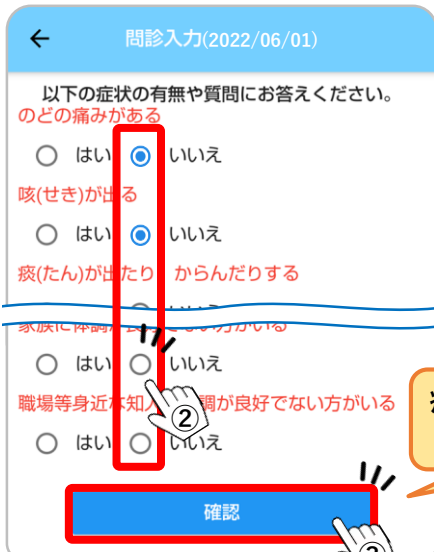 問診入力(2022/06/01)
以下の症状の有無や質問にお答えください。
のどの痛みがある
はい いいえ
咳(せき)が出る
はい いいえ
痰(たん)が出たり からんだりする
家族に体調が
ない方がいる
はい いいえ
職場等身近な知人
調が良好でない方がいる
②
はい いいえ
確認